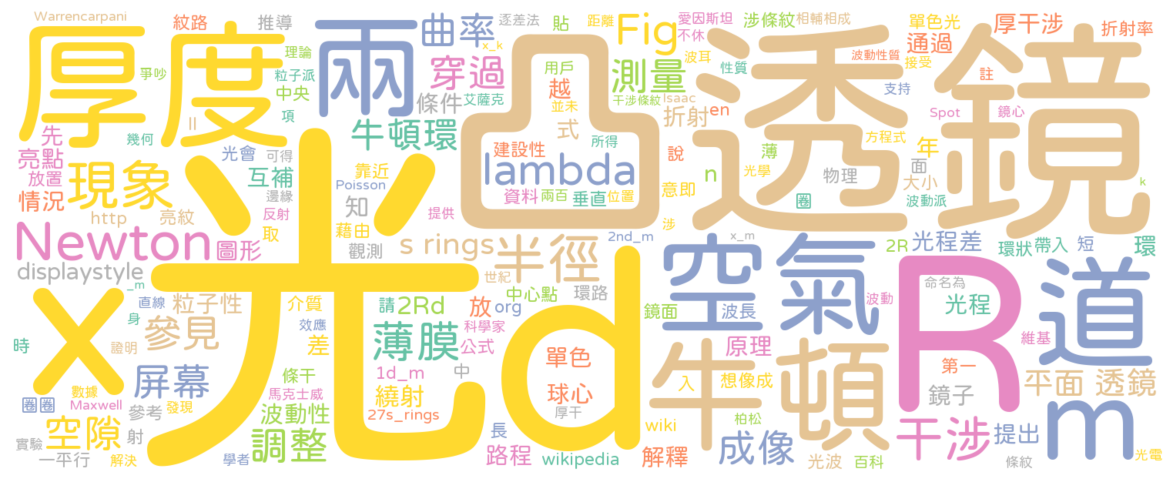 Warrencarpani
紋路
推導
逐差法
貼
距離
愛因斯坦
涉條紋
相輔相成
單色光
厚干涉
折射率
厚度
兩
曲率
x_k
Fig
不休
波耳
通過
波動性質
接受
透鏡
理論
爭吵
粒子派
中央
項
穿過
用戶
越
測量
干涉條紋
性質
註
支持
幾何
II
條件
艾薩克
並未
式
Isaac
折射
en
Spot
鏡心
方程式
先
亮點
放置
牛頓環
凸
所得
建設性
說
薄
年
光會
可得
靠近
Poisson
lambda
n
光學
物理
面
大小
波動派
k
現象
情況
互補
邊緣
知
資料
兩百
垂直
位置
意即
圈
http
亮紋
取
反射
藉由
提供
涉
Newton
圖形
觀測
s rings
半徑
2nd_m
x_m
空氣
2R
光程差
環狀
帶入
短
環
displaystyle
世紀
_m
直線
粒子性
介質
請
2Rd
中心點
環路
放
org
鏡面
波長
波動
命名為
光程
道
x
光
d
R
m
身
效應
參見
差
薄膜
科學家
公式
單色
原理
維基
時
證明
條干
1d_m
中
第一
屏幕
馬克士威
繞射
球心
牛頓
入
想像成
鏡子
平面 透鏡
數據
圈圈
Maxwell
發現
參考
波動性
27s_rings
厚干
柏松
空隙
射
調整
長
wiki
成像
干涉
提出
實驗
一平行
解決
學者
路程
wikipedia
解釋
光波
百科
條紋
光電